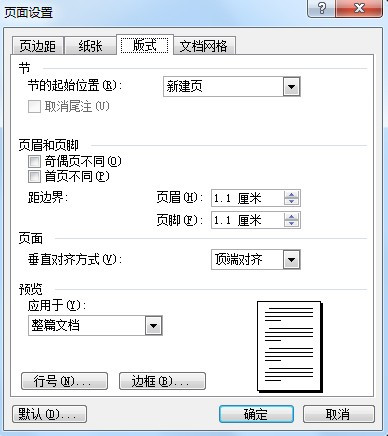 页面设置
页边距 纸张 版式 文档网格
节
节的起始位置(R): 新建页
取消尾注(U)
页眉和页脚
奇偶页不同(O)
首页不同(P)
距边界: 页眉(H): 1.1 厘米
页脚(F): 1.1 厘米
页面
垂直对齐方式(V): 顶端对齐
预览
应用于(Y):
整篇文档
行号(N)... 边框(B)...
默认(D)... 确定 取消